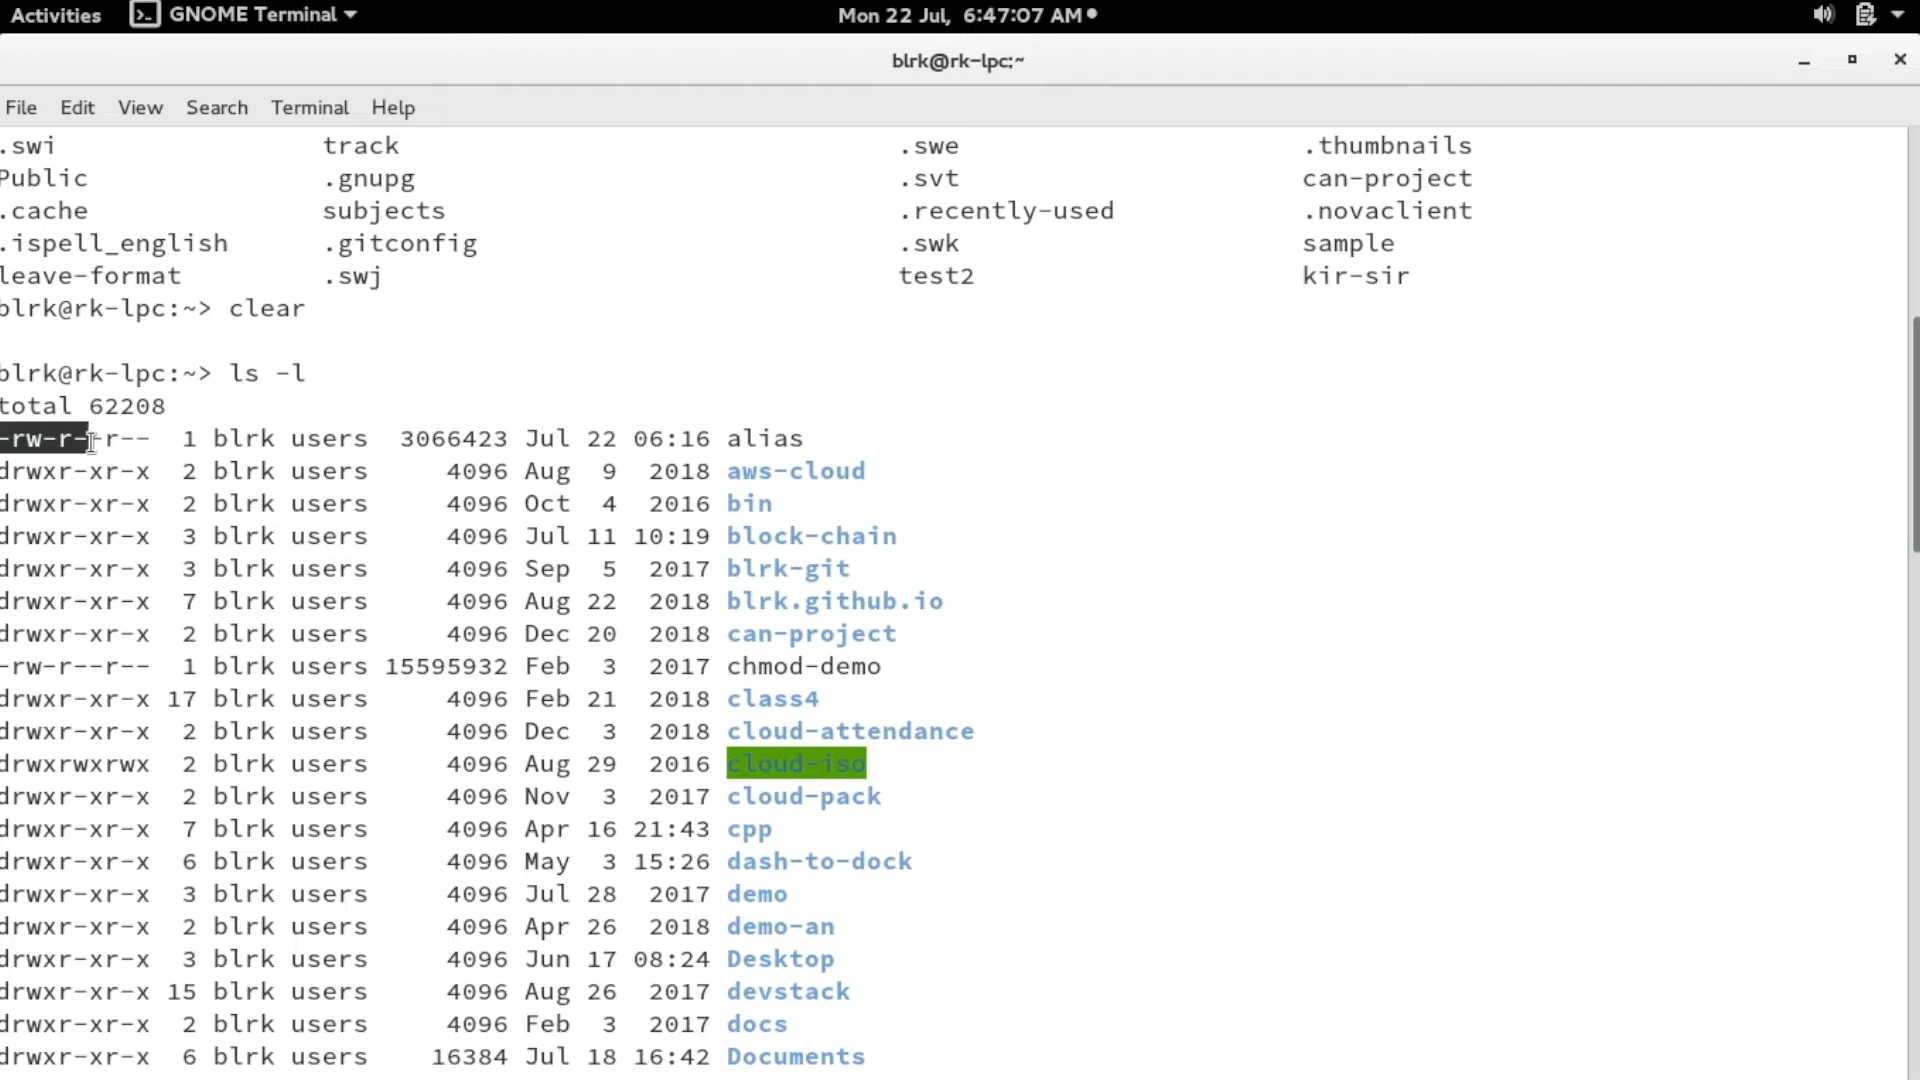 Activities GNOME Terminal Mon 22 Jul, 6:47:07 AM
blrk@rk-lpc:~
File Edit View Search Terminal Help
.swi track .swe .thumbnails
Public .gnupg .svt can-project
.cache subjects .recently-used .novaclient
.ispell_english .gitconfig .swk sample
leave-format .swj test2 kir-sir
blrk@rk-lpc:~> clear
blrk@rk-lpc:~> ls -l
total 62208
-rw-r--r-- 1 blrk users 3066423 Jul 22 06:16 alias
drwxr-xr-x 2 blrk users 4096 Aug 9 2018 aws-cloud
drwxr-xr-x 2 blrk users 4096 Oct 4 2016 bin
drwxr-xr-x 3 blrk users 4096 Jul 11 10:19 block-chain
drwxr-xr-x 3 blrk users 4096 Sep 5 2017 blrk-git
drwxr-xr-x 7 blrk users 4096 Aug 22 2018 blrk.github.io
drwxr-xr-x 2 blrk users 4096 Dec 20 2018 can-project
-rw-r--r-- 1 blrk users 15595932 Feb 3 2017 chmod-demo
drwxr-xr-x 17 blrk users 4096 Feb 21 2018 class4
drwxr-xr-x 2 blrk users 4096 Dec 3 2018 cloud-attendance
drwxrwxrwx 2 blrk users 4096 Aug 29 2016 cloud-iso
drwxr-xr-x 2 blrk users 4096 Nov 3 2017 cloud-pack
drwxr-xr-x 7 blrk users 4096 Apr 16 21:43 cpp
drwxr-xr-x 6 blrk users 4096 May 3 15:26 dash-to-dock
drwxr-xr-x 3 blrk users 4096 Jul 28 2017 demo
drwxr-xr-x 2 blrk users 4096 Apr 26 2018 demo-an
drwxr-xr-x 3 blrk users 4096 Jun 17 08:24 Desktop
drwxr-xr-x 15 blrk users 4096 Aug 26 2017 devstack
drwxr-xr-x 2 blrk users 4096 Feb 3 2017 docs
drwxr-xr-x 6 blrk users 16384 Jul 18 16:42 Documents